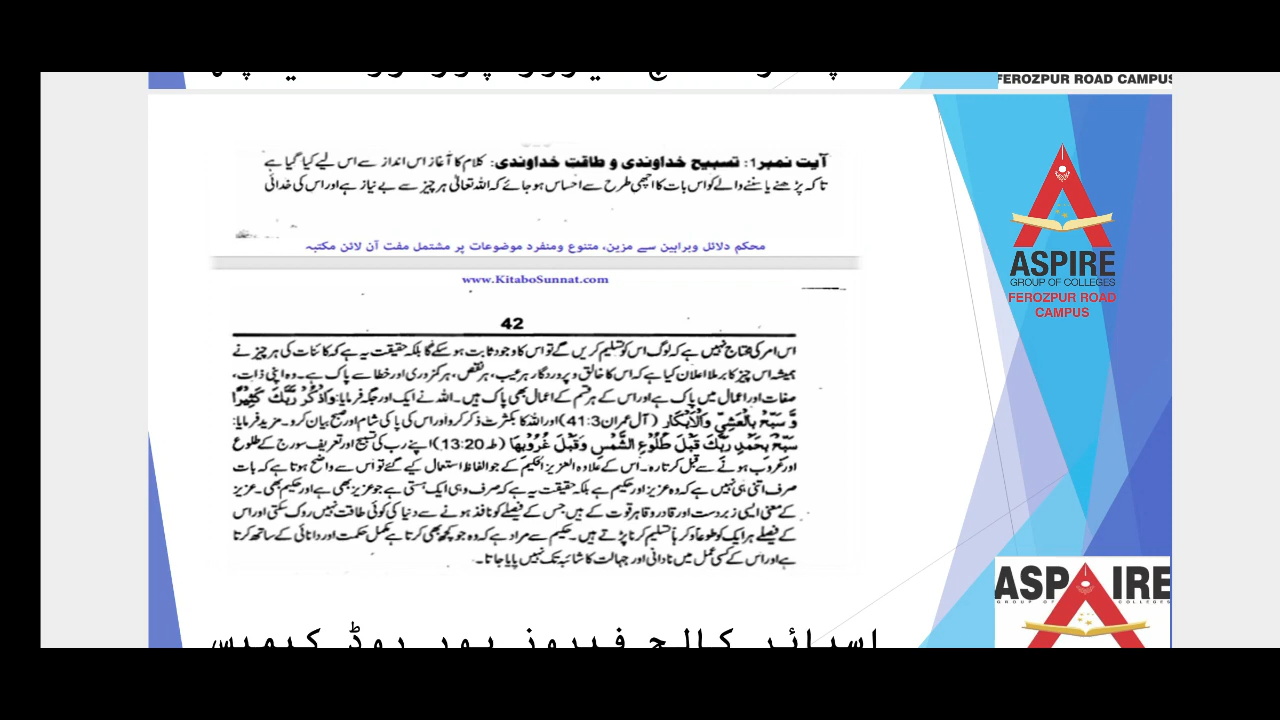 FEROZPUR ROAD CAMPUS
آیت نمبر1: تسبیح خداوندی و طاقتِ خداوندی: کلام کا آغاز اس انداز سے اس لیے کیا گیا ہے
تاکہ پڑھنے یا سننے والے کو اس بات کا اچھی طرح سے احساس ہو جائے کہ اللہ تعالیٰ ہر چیز سے بے نیاز ہے اور اس کی خدائی
محکم دلائل وبراہین سے مزین، متنوع ومنفرد موضوعات پر مشتمل مفت آن لائن مکتبہ
www.KitaboSunnat.com
42
اس امر کی محتاج نہیں ہے کہ لوگ اس کو تسلیم کریں گے تو اس کا وجود ثابت ہو سکے گا بلکہ حقیقت یہ ہے کہ کائنات کی ہر چیز نے
ہمیشہ اس چیز کا برملا اعلان کیا ہے کہ اس کا خالق و پروردگار ہر عیب، ہر نقص، ہر کمزوری اور خطا سے پاک ہے۔ وہ اپنی ذات،
صفات اور اعمال میں پاک ہے اور اس کے ہر قسم کے اعمال بھی پاک ہیں۔ اللہ نے ایک اور جگہ فرمایا: وَاذْكُرْ رَّبَّكَ كَثِيْرًا
وَّ سَبِّحْ بِالْعَشِيِّ وَالْاِبْكَارِ (آل عمران41:3) اور اللہ کا بکثرت ذکر کرو اور اس کی پاکی شام اور صبح بیان کرو۔ مزید فرمایا:
سَبِّحْ بِحَمْدِ رَبِّكَ قَبْلَ طُلُوْعِ الشَّمْسِ وَقَبْلَ غُرُوْبِهَا (طہ 13:20) اپنے رب کی تسبیح اور تعریف سورج کے طلوع
اور غروب ہونے سے قبل کرتا رہ۔ اس کے علاوہ العزیز الحکیم کے جو الفاظ استعمال کیے گئے تو اس سے واضح ہوتا ہے کہ بات
صرف اتنی ہی نہیں ہے کہ وہ عزیز اور حکیم ہے بلکہ حقیقت یہ ہے کہ صرف وہی ایک ہستی ہے جو عزیز بھی ہے اور حکیم بھی۔ عزیز
کے معنی ایسی زبردست اور قادر و قاہر قوت کے ہیں جس کے فیصلے کو نافذ ہونے سے دنیا کی کوئی طاقت نہیں روک سکتی اور اس
کے فیصلے ہر ایک کو طوعاً و کرہاً تسلیم کرنا پڑتے ہیں۔ حکیم سے مراد ہے کہ وہ جو کچھ بھی کرتا ہے مکمل حکمت اور دانائی کے ساتھ کرتا
ہے اور اس کے کسی عمل میں نادانی اور جہالت کا شائبہ تک نہیں پایا جاتا۔
اسپائر کالج فیروز پور روڈ کیمپس
ASPIRE
GROUP OF COLLEGES
FEROZPUR ROAD
CAMPUS
ASPAIRE
GROUP OF COLLEGES